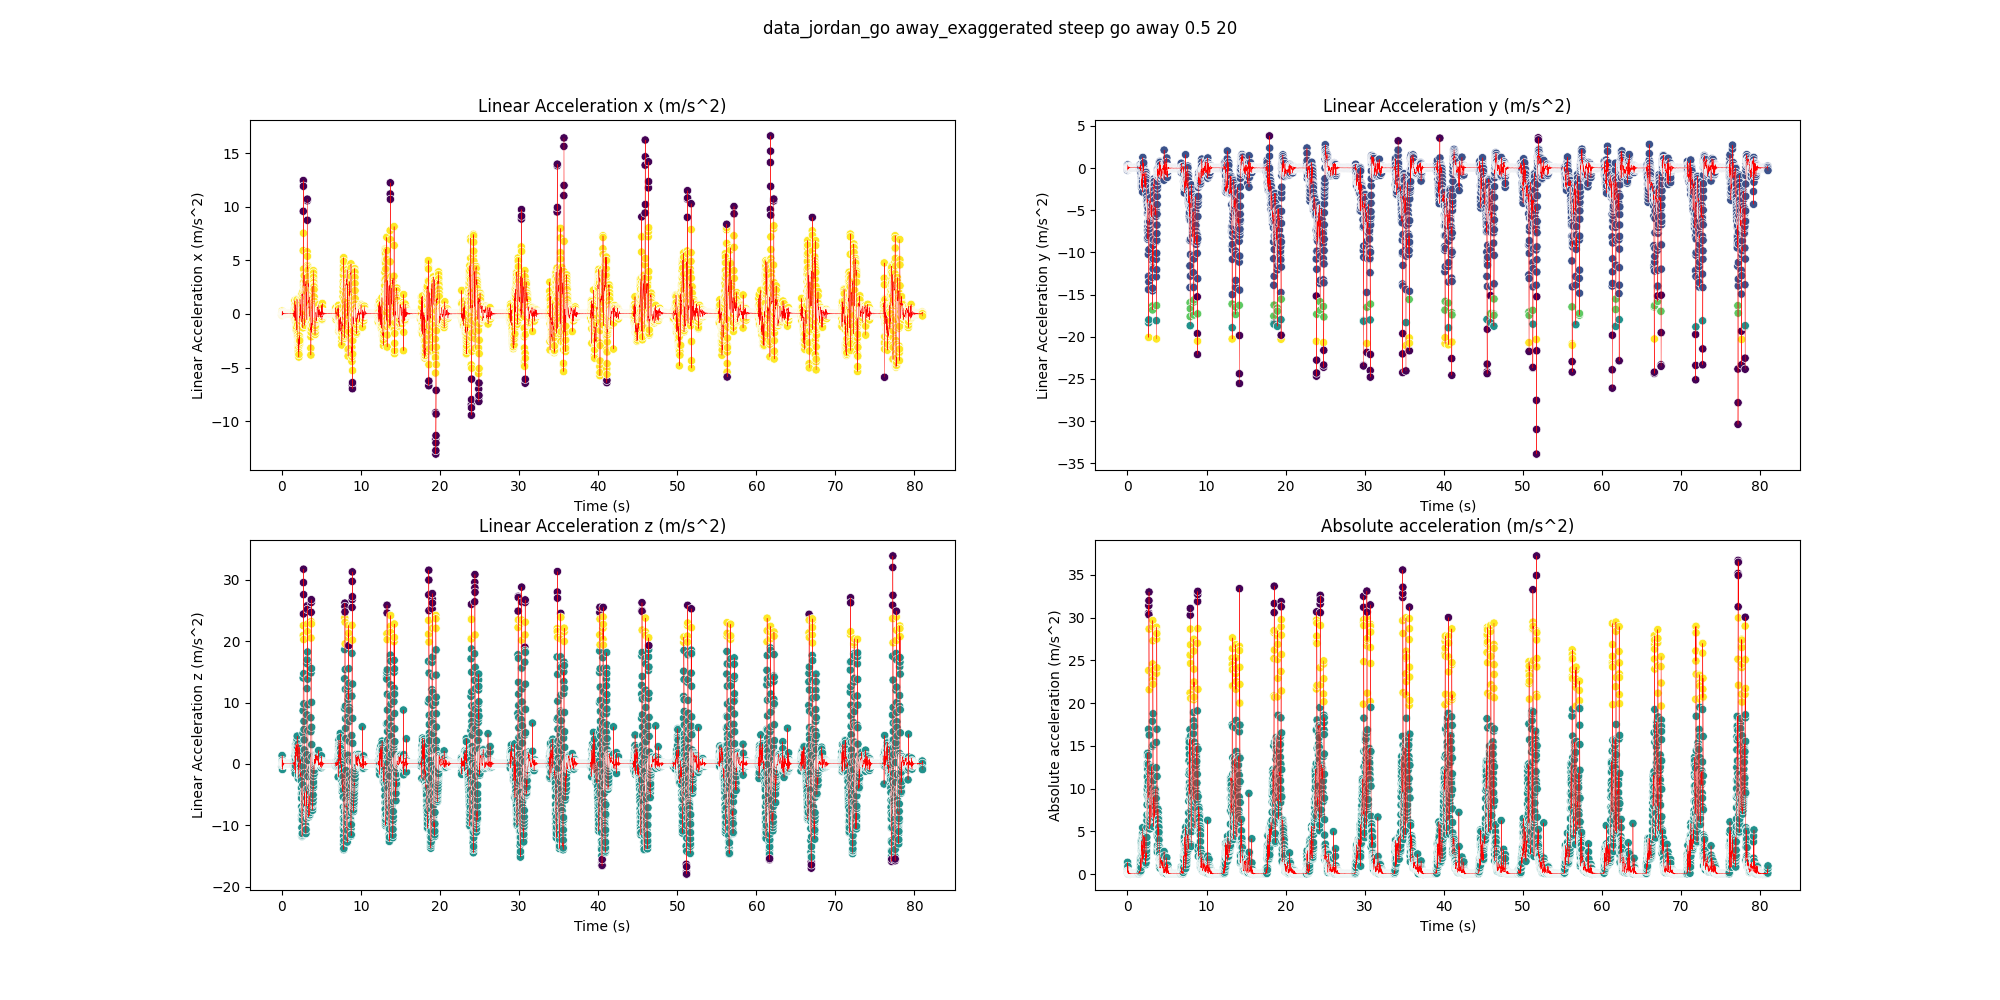 data_jordan_go away_exaggerated steep go away 0.5 20
Linear Acceleration x (m/s^2)
Linear Acceleration x (m/s^2)
15
10
5
0
−5
−10
0 10 20 30 40 50 60 70 80
Time (s)
Linear Acceleration y (m/s^2)
Linear Acceleration y (m/s^2)
5
0
−5
−10
−15
−20
−25
−30
−35
0 10 20 30 40 50 60 70 80
Time (s)
Linear Acceleration z (m/s^2)
Linear Acceleration z (m/s^2)
30
20
10
0
−10
−20
0 10 20 30 40 50 60 70 80
Time (s)
Absolute acceleration (m/s^2)
Absolute acceleration (m/s^2)
35
30
25
20
15
10
5
0
0 10 20 30 40 50 60 70 80
Time (s)